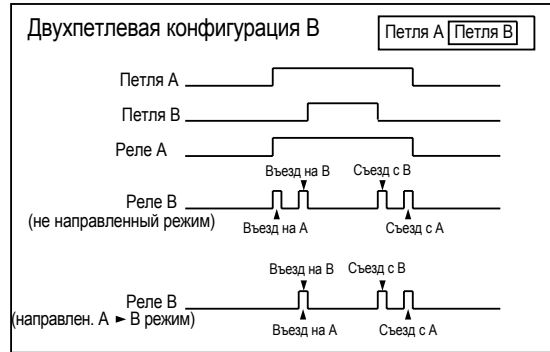 Двухпетлевая конфигурация B
Петля A Петля B
Петля A
Петля B
Реле A
Въезд на B Съезд с B
Реле B
(не направленный режим)
Въезд на A Съезд с A
Въезд на B Съезд с B
Реле B
(направлен. A ► B режим)
Въезд на A Съезд с A